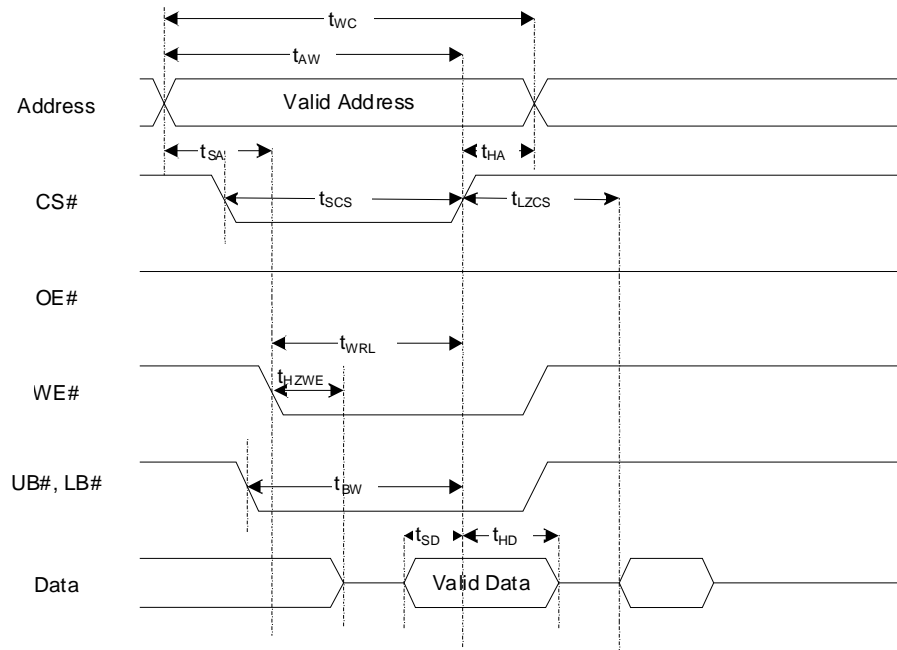 tWC
tAW
Address
Valid Address
tSA
tHA
CS#
tSCS
tLZCS
OE#
tWRL
WE#
tHZWE
UB#, LB#
tBW
tSD
tHD
Data
Valid Data